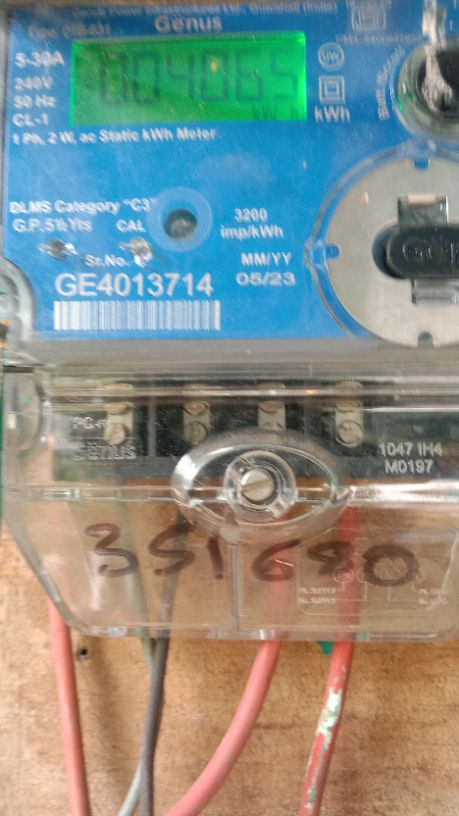 Genus
5-30A
004065
240V
50 Hz
kWh
CL-1
1 Ph, 2 W, ac Static kWh Meter
DLMS Category "C3"
G.P. 5½ Yrs
CAL
3200
imp/kWh
Sr.No.
MM/YY
GE4013714
05/23
Genus
1047 IH4
M0197
351680